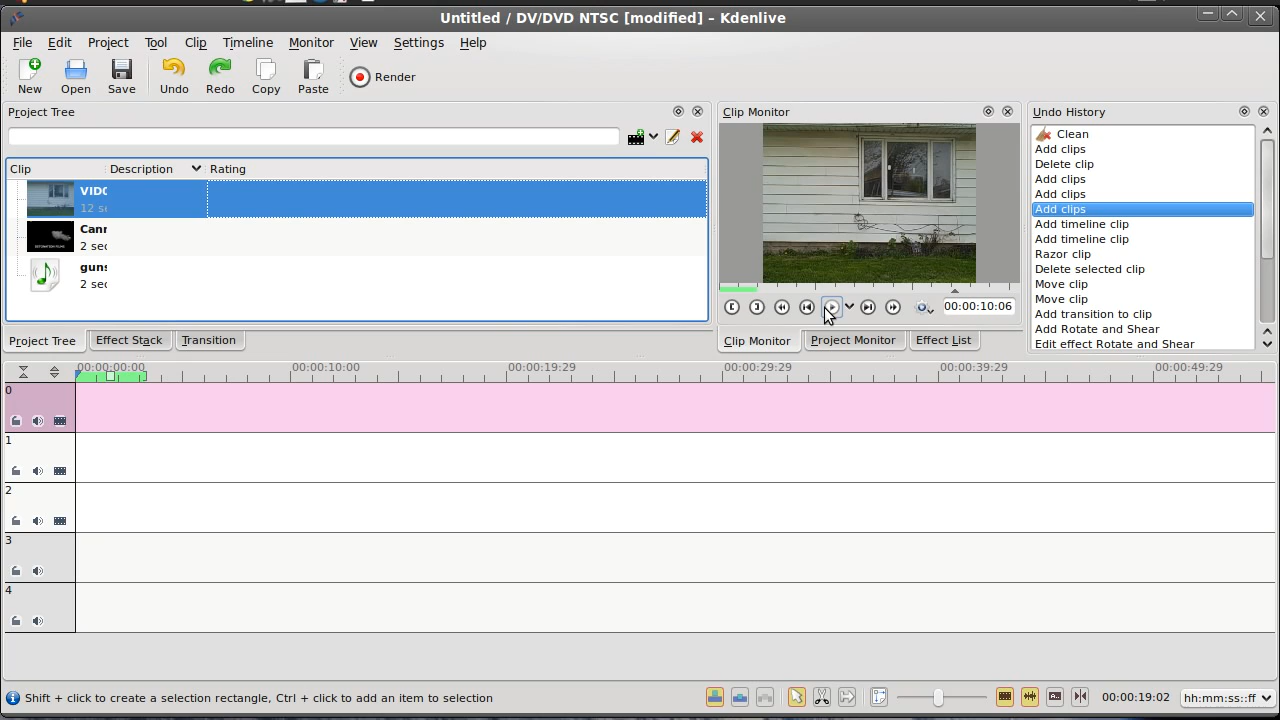 Untitled / DV/DVD NTSC [modified] – Kdenlive
File Edit Project Tool Clip Timeline Monitor View Settings Help
New Open Save Undo Redo Copy Paste Render
Project Tree
Clip Description Rating
VID0
12 se
Cann
2 sec
guns
2 sec
Project Tree Effect Stack Transition
Clip Monitor
00:00:10:06
Clip Monitor Project Monitor Effect List
Undo History
Clean
Add clips
Delete clip
Add clips
Add clips
Add clips
Add timeline clip
Add timeline clip
Razor clip
Delete selected clip
Move clip
Move clip
Add transition to clip
Add Rotate and Shear
Edit effect Rotate and Shear
00:00:00:00 00:00:10:00 00:00:19:29 00:00:29:29 00:00:39:29 00:00:49:29
0
1
2
3
4
Shift + click to create a selection rectangle, Ctrl + click to add an item to selection
00:00:19:02 hh:mm:ss::ff